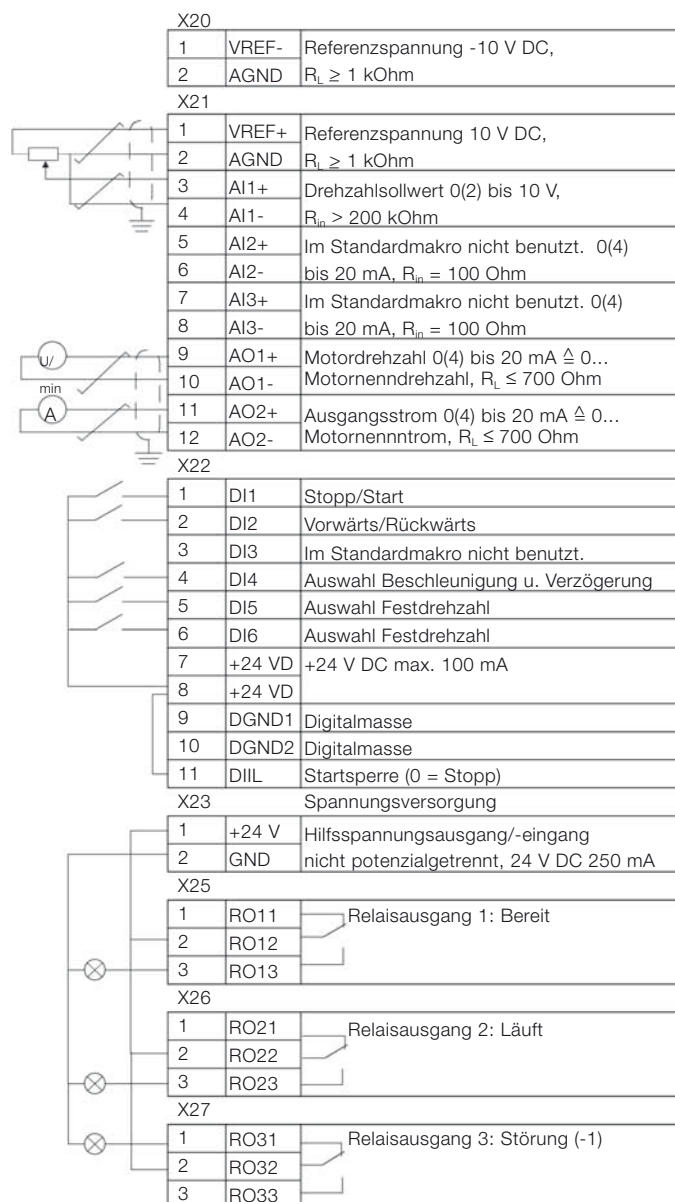 X20
1 VREF- Referenzspannung -10 V DC,
2 AGND R_L ≥ 1 kOhm
X21
1 VREF+ Referenzspannung 10 V DC,
2 AGND R_L ≥ 1 kOhm
3 AI1+ Drehzahlsollwert 0(2) bis 10 V,
4 AI1- R_in > 200 kOhm
5 AI2+ Im Standardmakro nicht benutzt. 0(4)
6 AI2- bis 20 mA, R_in = 100 Ohm
7 AI3+ Im Standardmakro nicht benutzt. 0(4)
8 AI3- bis 20 mA, R_in = 100 Ohm
U/ 9 AO1+ Motordrehzahl 0(4) bis 20 mA ≙ 0...
min 10 AO1- Motornenndrehzahl, R_L ≤ 700 Ohm
A 11 AO2+ Ausgangsstrom 0(4) bis 20 mA ≙ 0...
12 AO2- Motornennntrom, R_L ≤ 700 Ohm
X22
1 DI1 Stopp/Start
2 DI2 Vorwärts/Rückwärts
3 DI3 Im Standardmakro nicht benutzt.
4 DI4 Auswahl Beschleunigung u. Verzögerung
5 DI5 Auswahl Festdrehzahl
6 DI6 Auswahl Festdrehzahl
7 +24 VD +24 V DC max. 100 mA
8 +24 VD
9 DGND1 Digitalmasse
10 DGND2 Digitalmasse
11 DIIL Startsperre (0 = Stopp)
X23 Spannungsversorgung
1 +24 V Hilfsspannungsausgang/-eingang
2 GND nicht potenzialgetrennt, 24 V DC 250 mA
X25
1 RO11 Relaisausgang 1: Bereit
2 RO12
3 RO13
X26
1 RO21 Relaisausgang 2: Läuft
2 RO22
3 RO23
X27
1 RO31 Relaisausgang 3: Störung (-1)
2 RO32
3 RO33